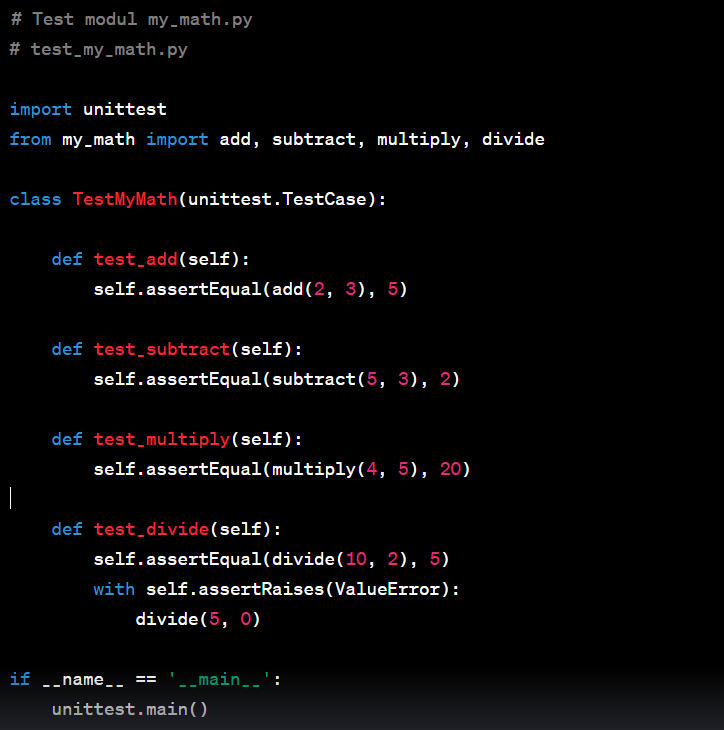 # Test modul my_math.py
# test_my_math.py

import unittest
from my_math import add, subtract, multiply, divide

class TestMyMath(unittest.TestCase):

    def test_add(self):
        self.assertEqual(add(2, 3), 5)

    def test_subtract(self):
        self.assertEqual(subtract(5, 3), 2)

    def test_multiply(self):
        self.assertEqual(multiply(4, 5), 20)

    def test_divide(self):
        self.assertEqual(divide(10, 2), 5)
        with self.assertRaises(ValueError):
            divide(5, 0)

if __name__ == '__main__':
    unittest.main()